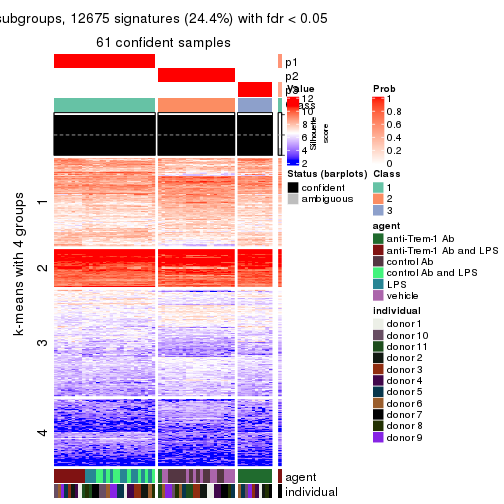 subgroups, 12675 signatures (24.4%) with fdr < 0.05
61 confident samples
p1
p2
p3
Class
Silhouette
score
k-means with 4 groups
1
2
3
4
agent
individual
Value
12
10
8
6
4
2
Status (barplots)
confident
ambiguous
Prob
1
0.8
0.6
0.4
0.2
0
Class
1
2
3
agent
anti-Trem-1 Ab
anti-Trem-1 Ab and LPS
control Ab
control Ab and LPS
LPS
vehicle
individual
donor 1
donor 10
donor 11
donor 2
donor 3
donor 4
donor 5
donor 6
donor 7
donor 8
donor 9